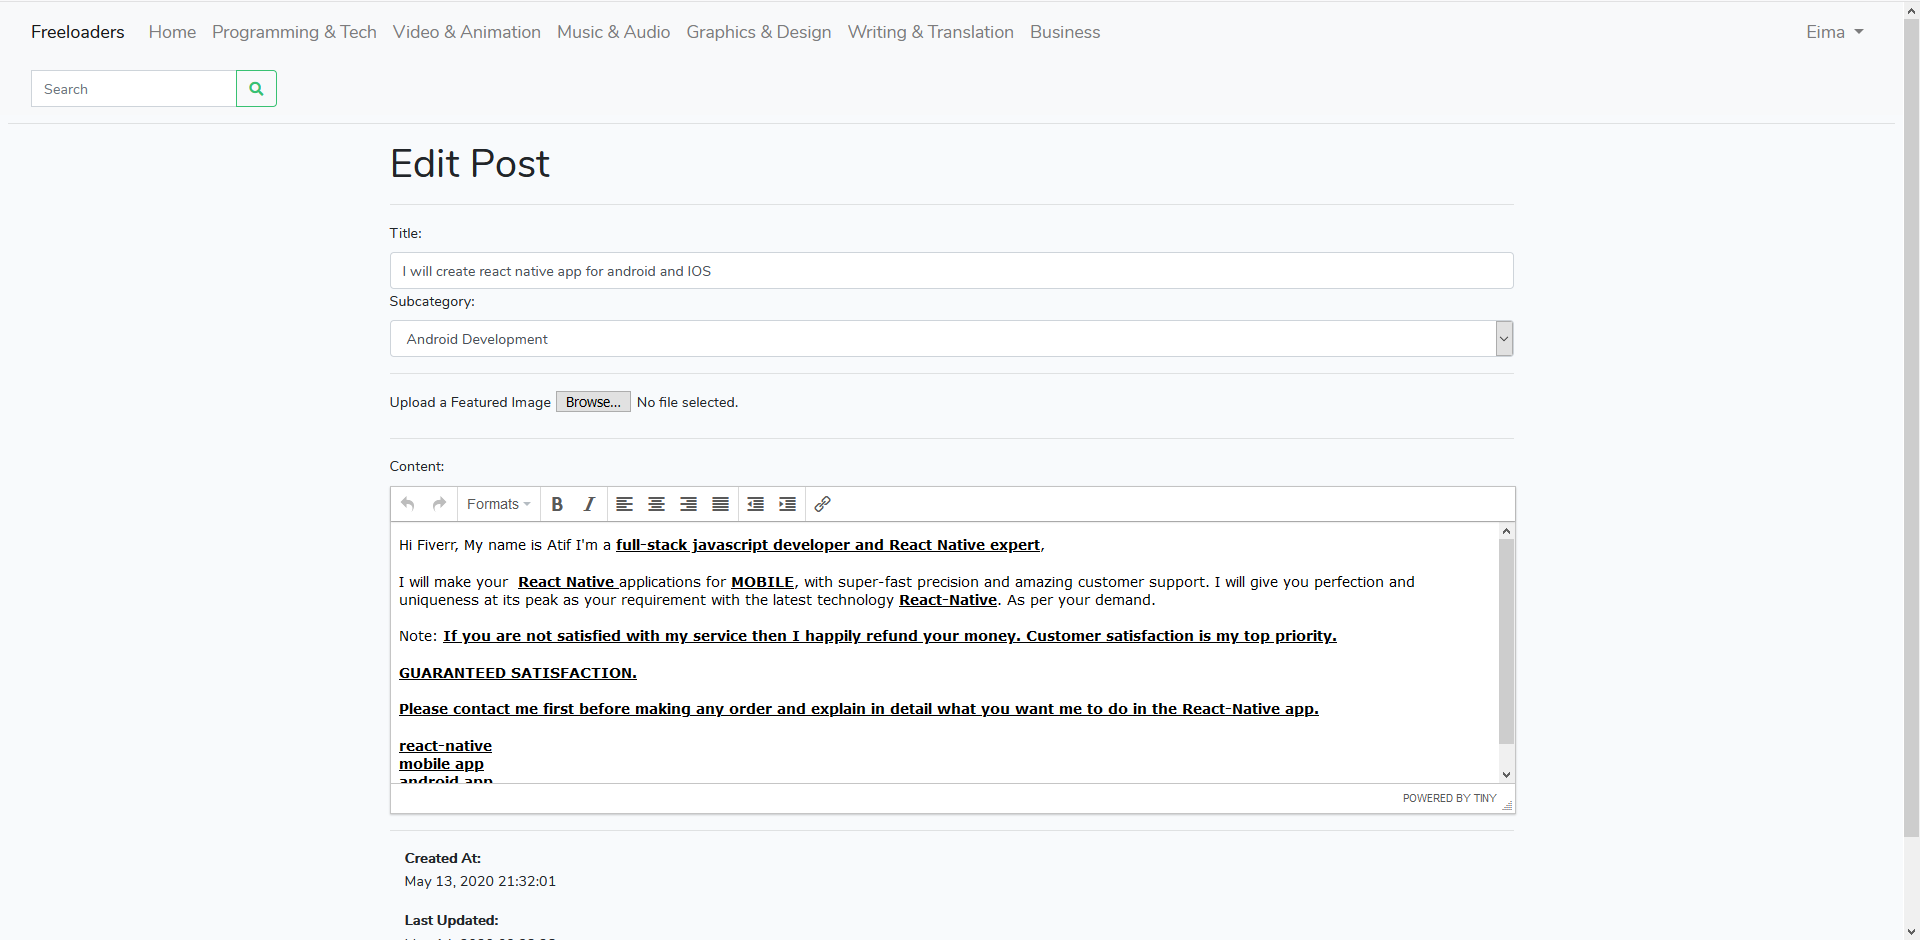 Freeloaders Home Programming & Tech Video & Animation Music & Audio Graphics & Design Writing & Translation Business Eima
Search
Edit Post
Title:
I will create react native app for android and IOS
Subcategory:
Android Development
Upload a Featured Image Browse... No file selected.
Content:
Formats B I
Hi Fiverr, My name is Atif I'm a full-stack javascript developer and React Native expert,
I will make your React Native applications for MOBILE, with super-fast precision and amazing customer support. I will give you perfection and
uniqueness at its peak as your requirement with the latest technology React-Native. As per your demand.
Note: If you are not satisfied with my service then I happily refund your money. Customer satisfaction is my top priority.
GUARANTEED SATISFACTION.
Please contact me first before making any order and explain in detail what you want me to do in the React-Native app.
react-native
mobile app
android app
POWERED BY TINY
Created At:
May 13, 2020 21:32:01
Last Updated: